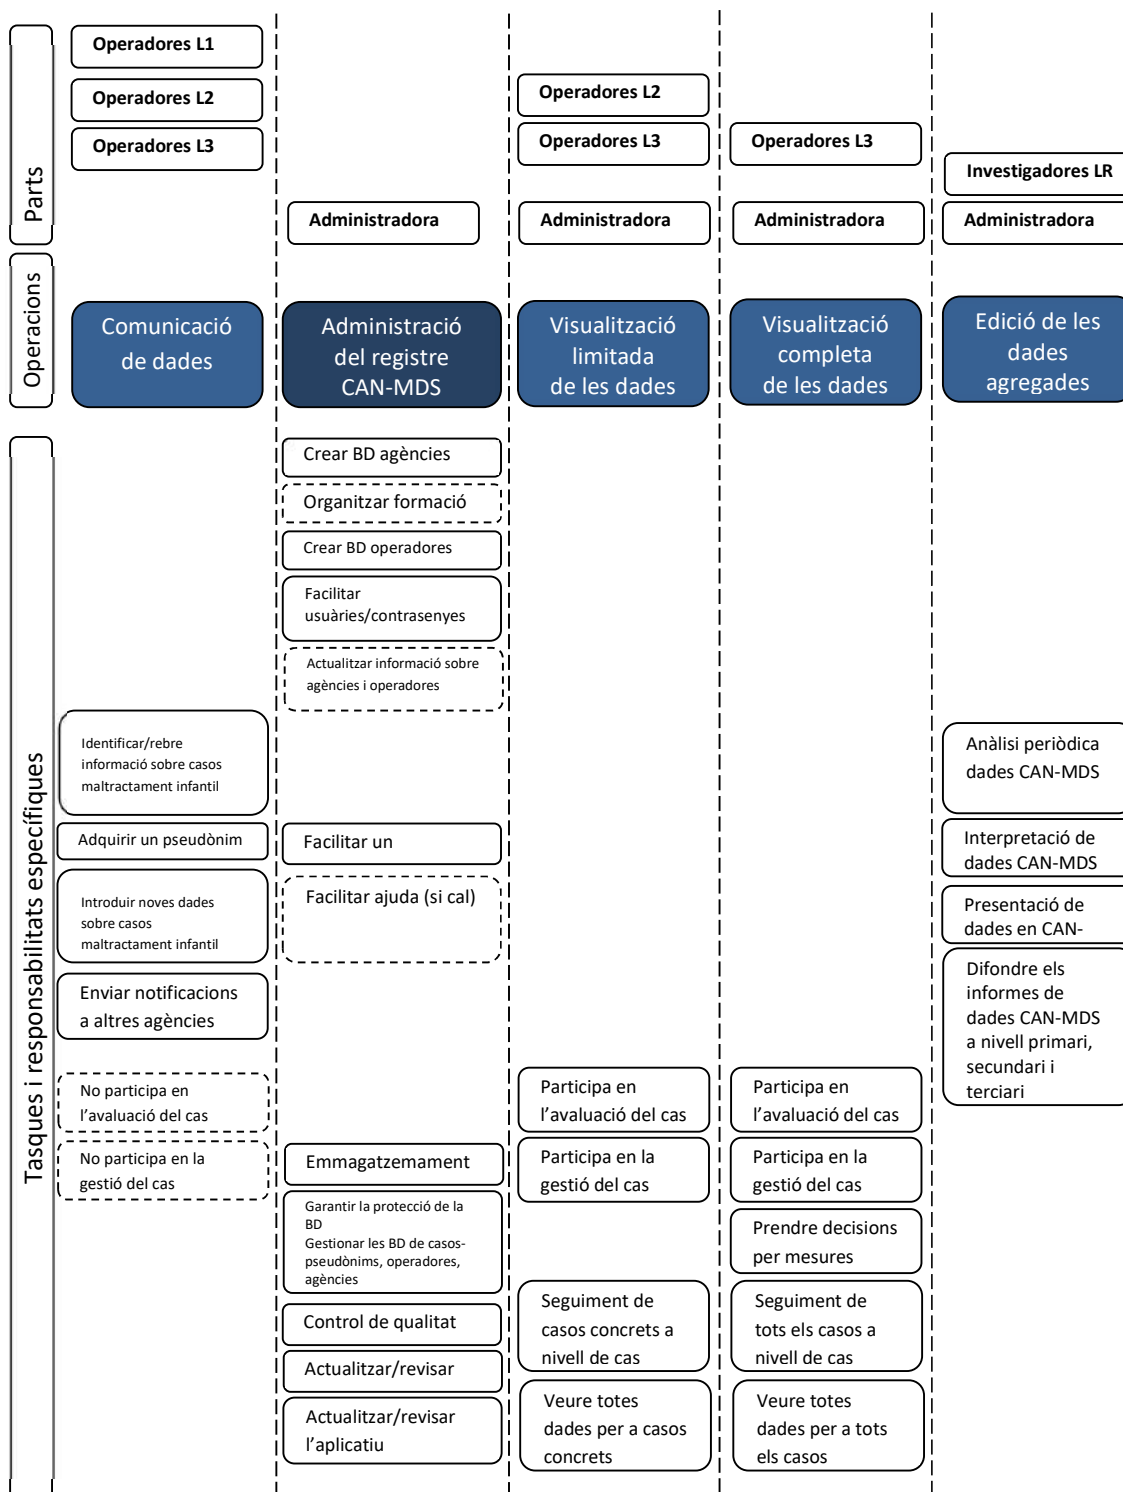 Parts
Operadores L1
Operadores L2
Operadores L3
Administradora
Operadores L2
Operadores L3
Administradora
Operadores L3
Administradora
Investigadores LR
Administradora
Operacions
Comunicació
de dades
Administració
del registre
CAN-MDS
Visualització
limitada
de les dades
Visualització
completa
de les dades
Edició de les
dades
agregades
Tasques i responsabilitats específiques
Identificar/rebre
informació sobre casos
maltractament infantil
Adquirir un pseudònim
Introduir noves dades
sobre casos
maltractament infantil
Enviar notificacions
a altres agències
No participa en
l’avaluació del cas
No participa en la
gestió del cas
Crear BD agències
Organitzar formació
Crear BD operadores
Facilitar
usuàries/contrasenyes
Actualitzar informació sobre
agències i operadores
Facilitar un
Facilitar ajuda (si cal)
Emmagatzemament
Garantir la protecció de la
BD
Gestionar les BD de casos-
pseudònims, operadores,
agències
Control de qualitat
Actualitzar/revisar
Actualitzar/revisar
l’aplicatiu
Participa en
l’avaluació del cas
Participa en la
gestió del cas
Seguiment de
casos concrets a
nivell de cas
Veure totes
dades per a casos
concrets
Participa en
l’avaluació del cas
Participa en la
gestió del cas
Prendre decisions
per mesures
Seguiment de
tots els casos a
nivell de cas
Veure totes
dades per a tots
els casos
Anàlisi periòdica
dades CAN-MDS
Interpretació de
dades CAN-MDS
Presentació de
dades en CAN-
Difondre els
informes de
dades CAN-MDS
a nivell primari,
secundari i
terciari